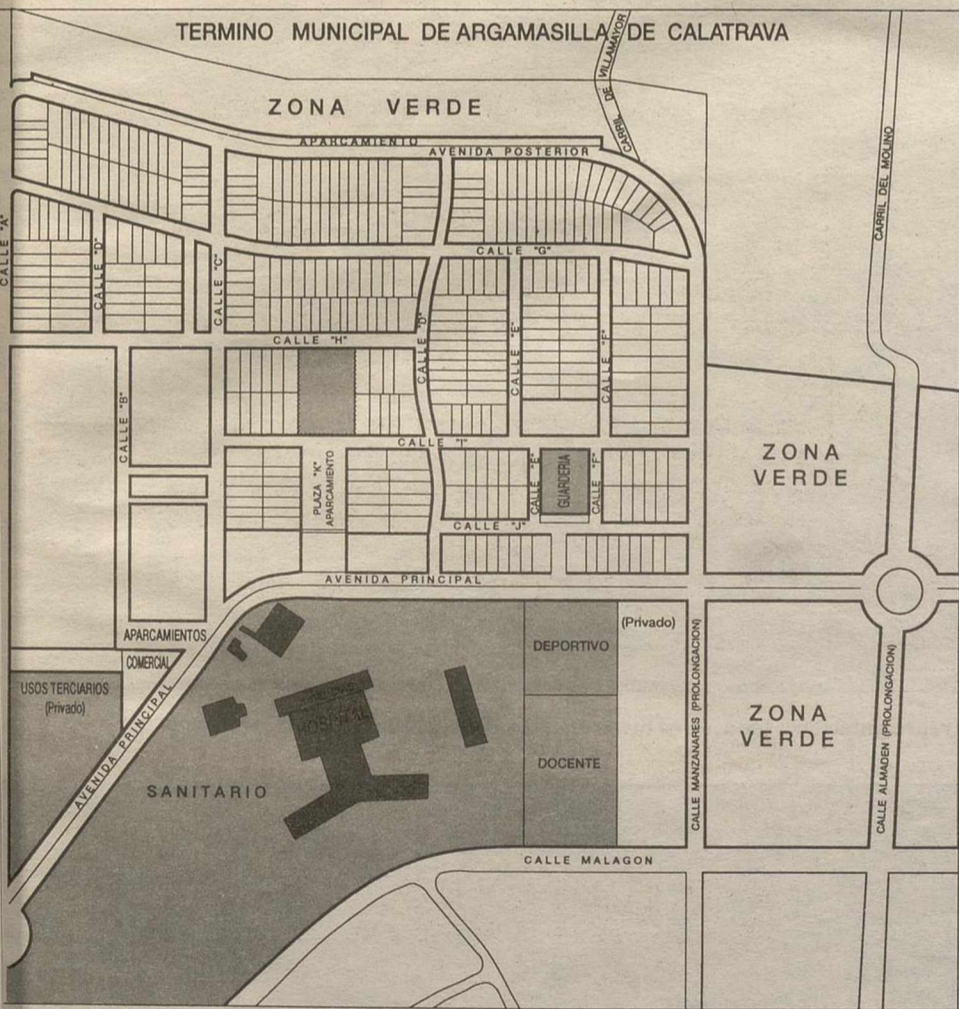 TERMINO MUNICIPAL DE ARGAMASILLA DE CALATRAVA
CARRIL DE VILLAMAYOR
ZONA VERDE
APARCAMIENTO
AVENIDA POSTERIOR
CARRIL DEL MOLINO
CALLE "A"
CALLE "D"
CALLE "C"
CALLE "G"
CALLE "H"
CALLE "D"
CALLE "E"
CALLE "F"
CALLE "B"
CALLE "I"
PLAZA "K"
APARCAMIENTO
CALLE "E"
GUARDERIA
CALLE "F"
ZONA
VERDE
CALLE "J"
AVENIDA PRINCIPAL
APARCAMIENTOS
COMERCIAL
USOS TERCIARIOS
(Privado)
AVENIDA PRINCIPAL
SANITARIO
HOSPITAL
DEPORTIVO
(Privado)
DOCENTE
CALLE MANZANARES (PROLONGACION)
ZONA
VERDE
CALLE ALMADEN (PROLONGACION)
CALLE MALAGON